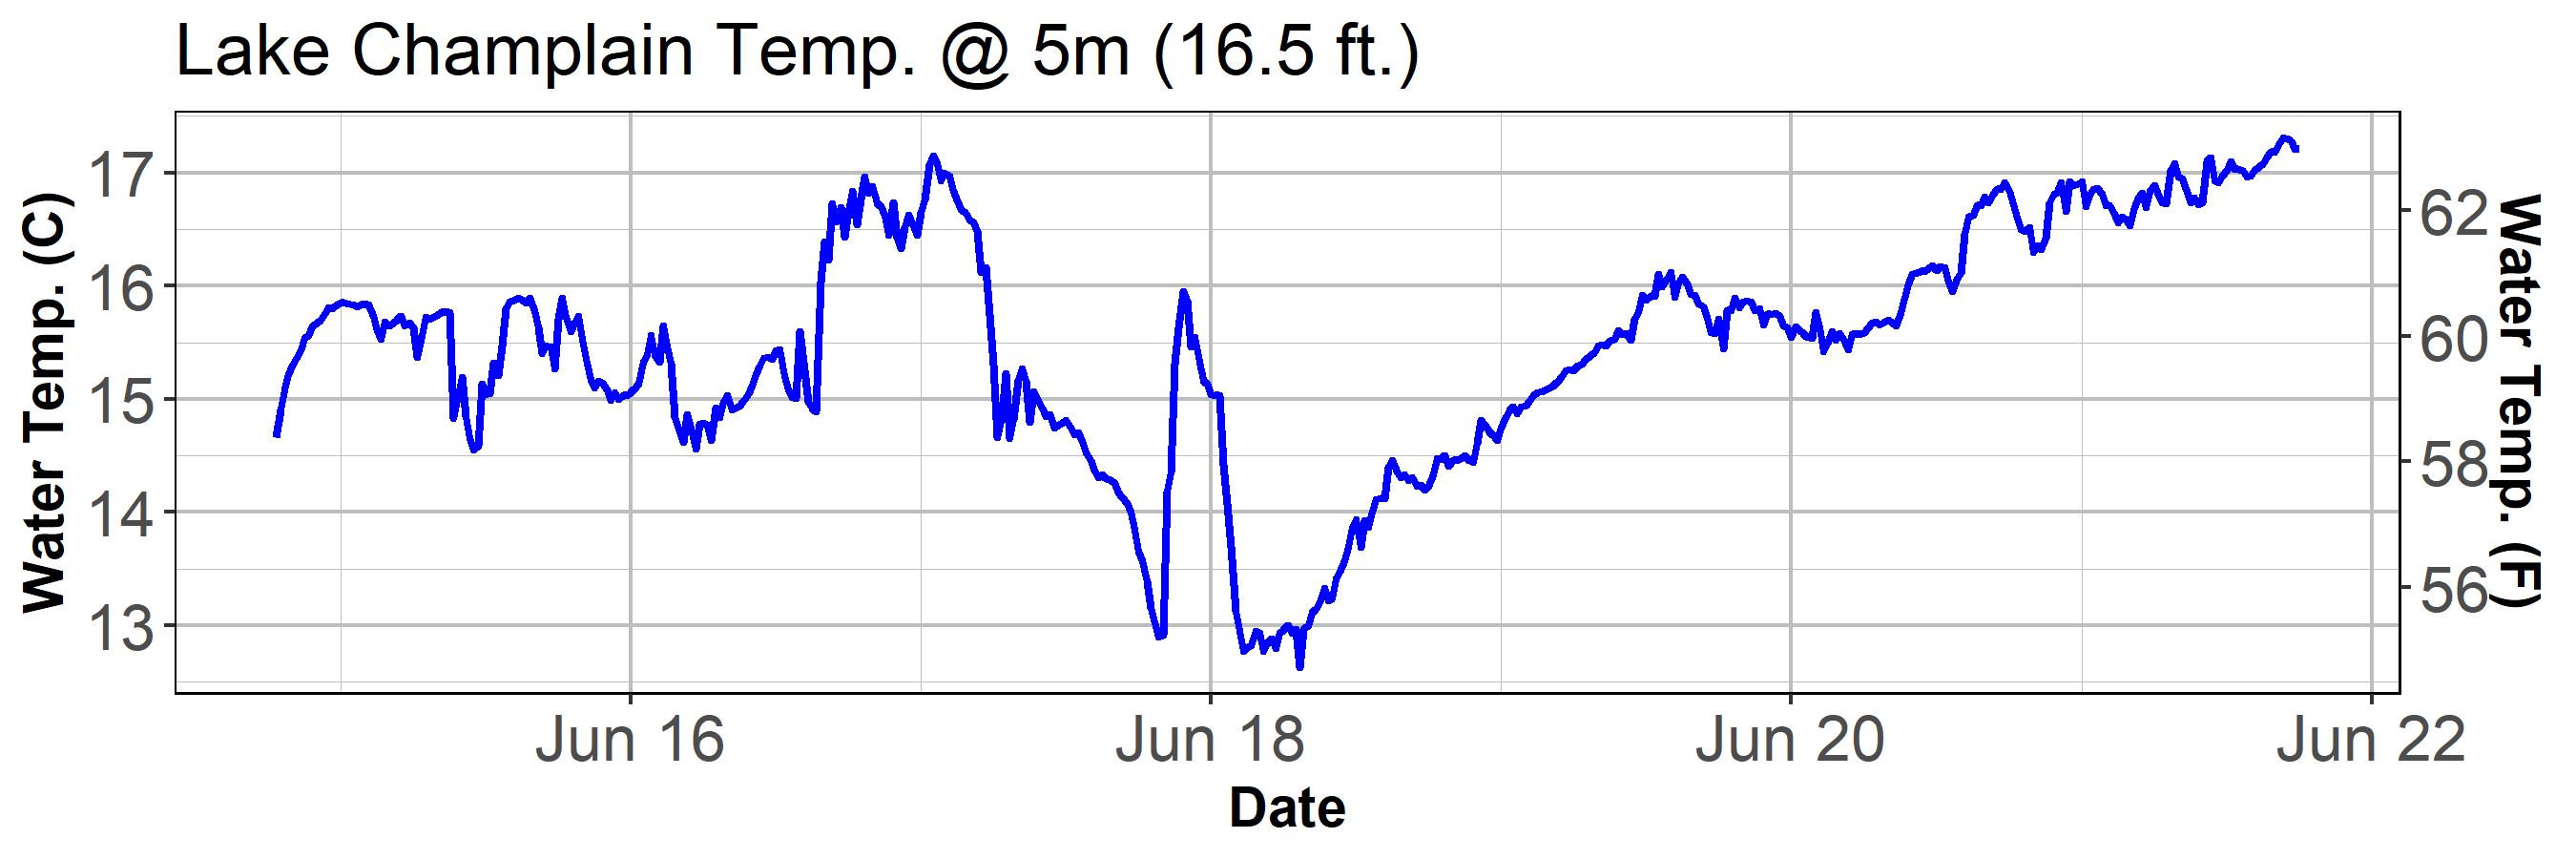 Lake Champlain Temp. @ 5m (16.5 ft.)
Water Temp. (C)
17
16
15
14
13
62
60
58
56
Water Temp. (F)
Jun 16
Jun 18
Jun 20
Jun 22
Date